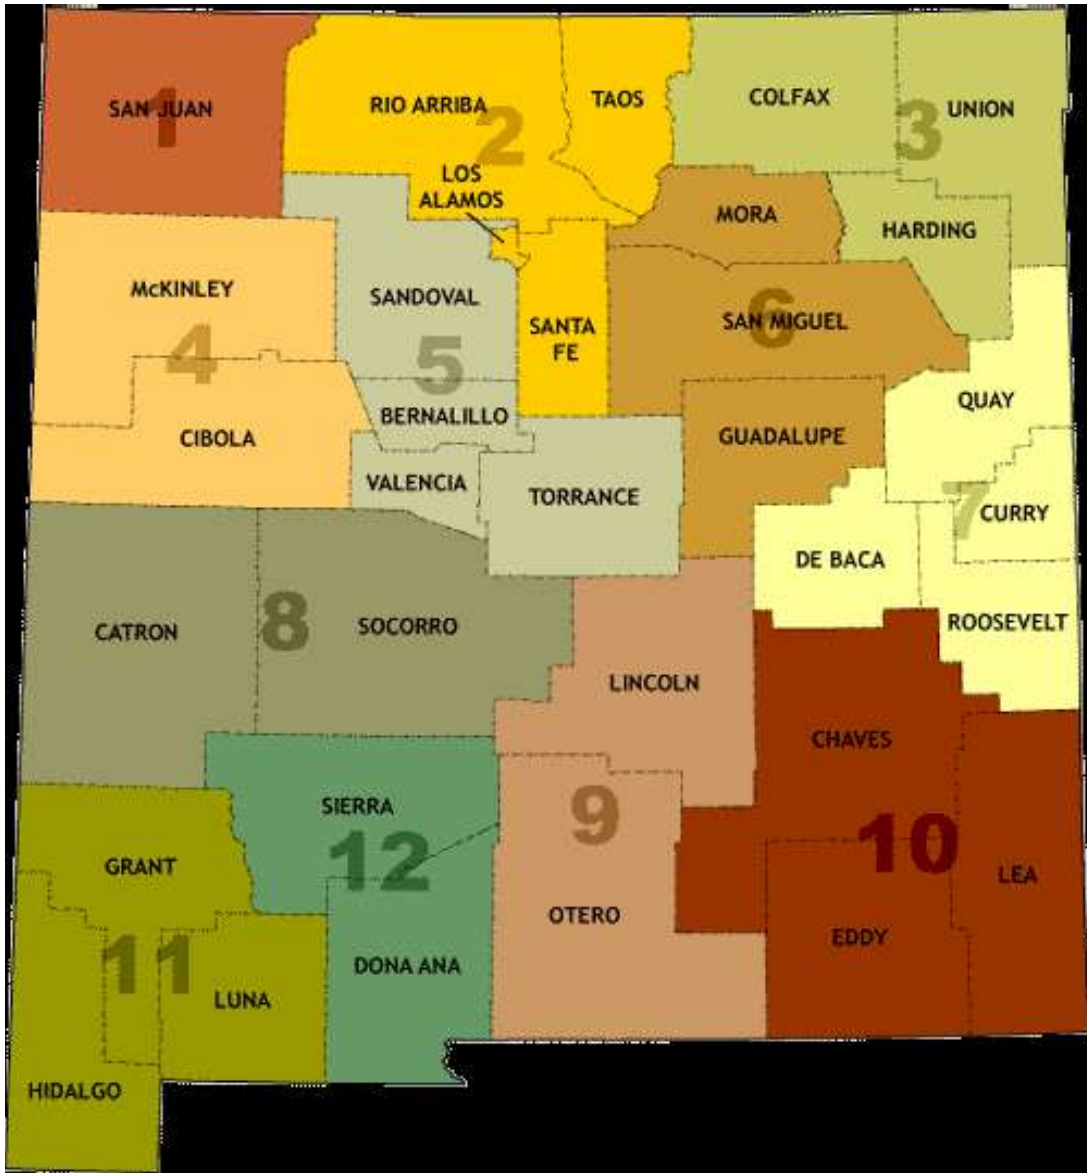 SAN JUAN
1
RIO ARRIBA
2
TAOS
COLFAX
3
UNION
LOS
ALAMOS
MORA
HARDING
McKINLEY
4
SANDOVAL
5
SANTA
FE
SAN MIGUEL
6
CIBOLA
BERNALILLO
VALENCIA
TORRANCE
GUADALUPE
QUAY
7
CURRY
DE BACA
ROOSEVELT
CATRON
8
SOCORRO
LINCOLN
CHAVES
SIERRA
12
9
10
LEA
GRANT
OTERO
EDDY
11
LUNA
DONA ANA
HIDALGO